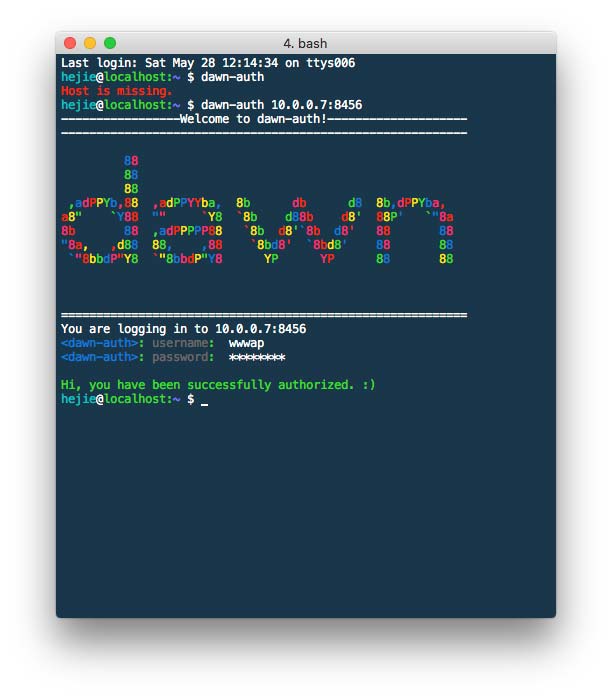 4. bash
Last login: Sat May 28 12:14:34 on ttys006
hejie@localhost:~ $ dawn-auth
Host is missing.
hejie@localhost:~ $ dawn-auth 10.0.0.7:8456
-----------------Welcome to dawn-auth!--------------------
----------------------------------------------------------
         88
         88
         88
 ,adPPYb,88  ,adPPYYba,  8b      db      d8  8b,dPPYba,
a8"    `Y88  ""     `Y8  `8b    d88b    d8'  88P'   `"8a
8b       88  ,adPPPPP88   `8b  d8'`8b  d8'   88       88
"8a,   ,d88  88,    ,88    `8bd8'  `8bd8'    88       88
 `"8bbdP"Y8  `"8bbdP"Y8      YP      YP      88       88
==========================================================
You are logging in to 10.0.0.7:8456
<dawn-auth>: username:  wwwap
<dawn-auth>: password:  ********
Hi, you have been successfully authorized. :)
hejie@localhost:~ $ _